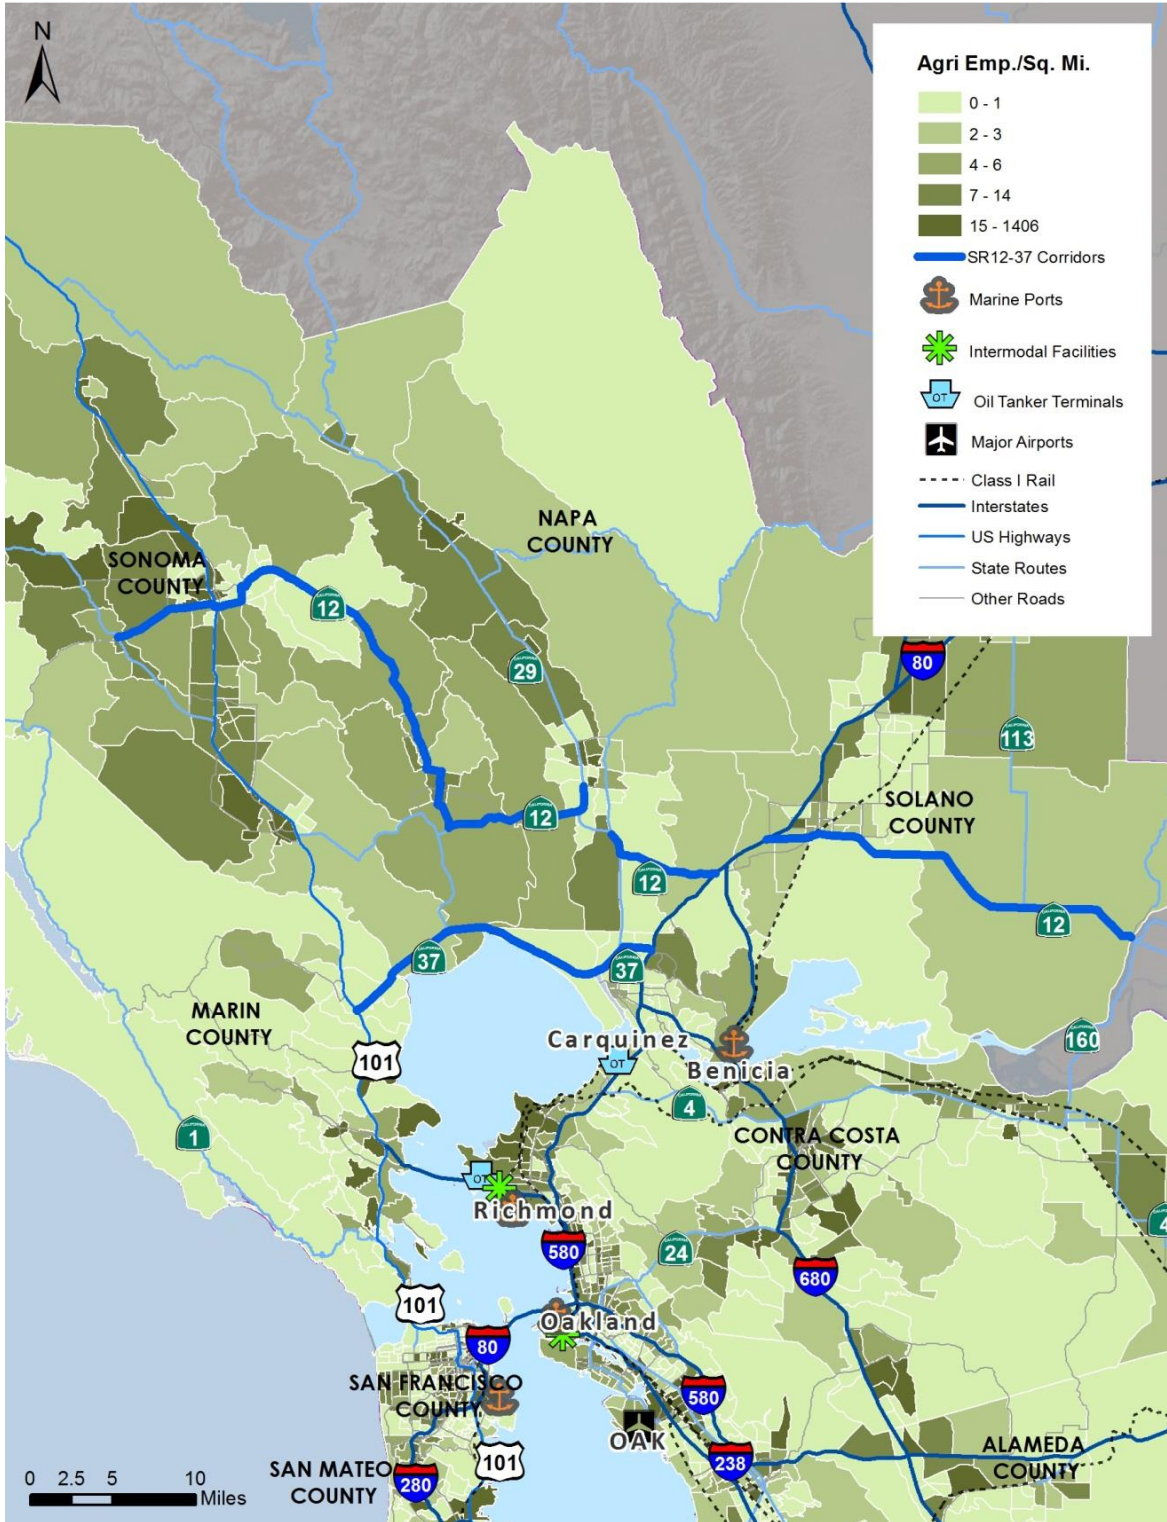 N
Agri Emp./Sq. Mi.
0 - 1
2 - 3
4 - 6
7 - 14
15 - 1406
SR12-37 Corridors
Marine Ports
Intermodal Facilities
OT
Oil Tanker Terminals
Major Airports
Class I Rail
Interstates
US Highways
State Routes
Other Roads
NAPA
COUNTY
SONOMA
COUNTY
12
29
80
113
SOLANO
COUNTY
12
12
12
37
37
MARIN
COUNTY
101
160
Carquinez
OT
Benicia
4
1
CONTRA COSTA
COUNTY
OT
Richmond
4
580
24
680
101
Oakland
80
SAN FRANCISCO
COUNTY
580
OAK
ALAMEDA
COUNTY
238
101
SAN MATEO
COUNTY
280
0 2.5 5 10
Miles